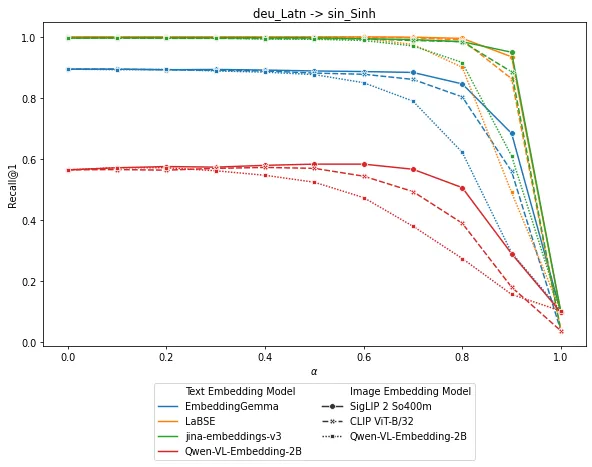 deu_Latn -> sin_Sinh
Recall@1
1.0
0.8
0.6
0.4
0.2
0.0
0.0 0.2 0.4 0.6 0.8 1.0
α
Text Embedding Model
EmbeddingGemma
LaBSE
jina-embeddings-v3
Qwen-VL-Embedding-2B
Image Embedding Model
SigLIP 2 So400m
CLIP ViT-B/32
Qwen-VL-Embedding-2B